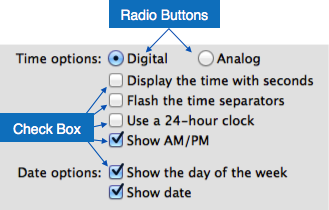 Radio Buttons
Time options: Digital Analog
Display the time with seconds
Flash the time separators
Use a 24-hour clock
Check Box
Show AM/PM
Date options: Show the day of the week
Show date